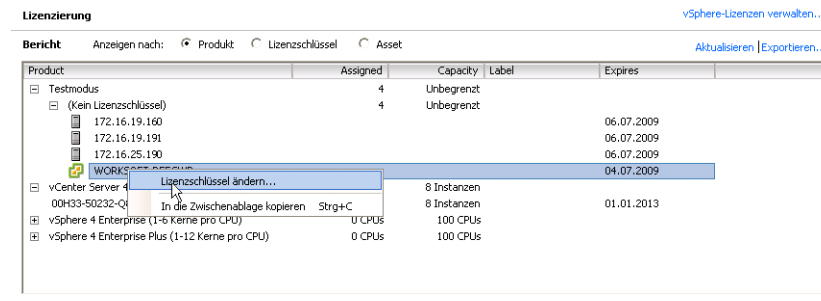 Lizenzierung vSphere-Lizenzen verwalten...
Bericht Anzeigen nach: Produkt Lizenzschlüssel Asset Aktualisieren Exportieren...
Product Assigned Capacity Label Expires
Testmodus 4 Unbegrenzt
(Kein Lizenzschlüssel) 4 Unbegrenzt
172.16.19.160 06.07.2009
172.16.19.191 06.07.2009
172.16.25.190 06.07.2009
04.07.2009
Lizenzschlüssel ändern...
vCenter Server 4 8 Instanzen
In die Zwischenablage kopieren Strg+C
8 Instanzen 01.01.2013
vSphere 4 Enterprise (1-6 Kerne pro CPU) 0 CPUs 100 CPUs
vSphere 4 Enterprise Plus (1-12 Kerne pro CPU) 0 CPUs 100 CPUs